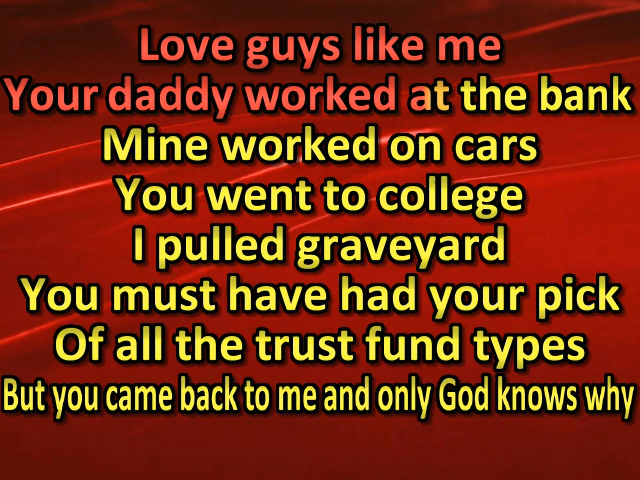 Love guys like me
Your daddy worked at the bank
Mine worked on cars
You went to college
I pulled graveyard
You must have had your pick
Of all the trust fund types
But you came back to me and only God knows why